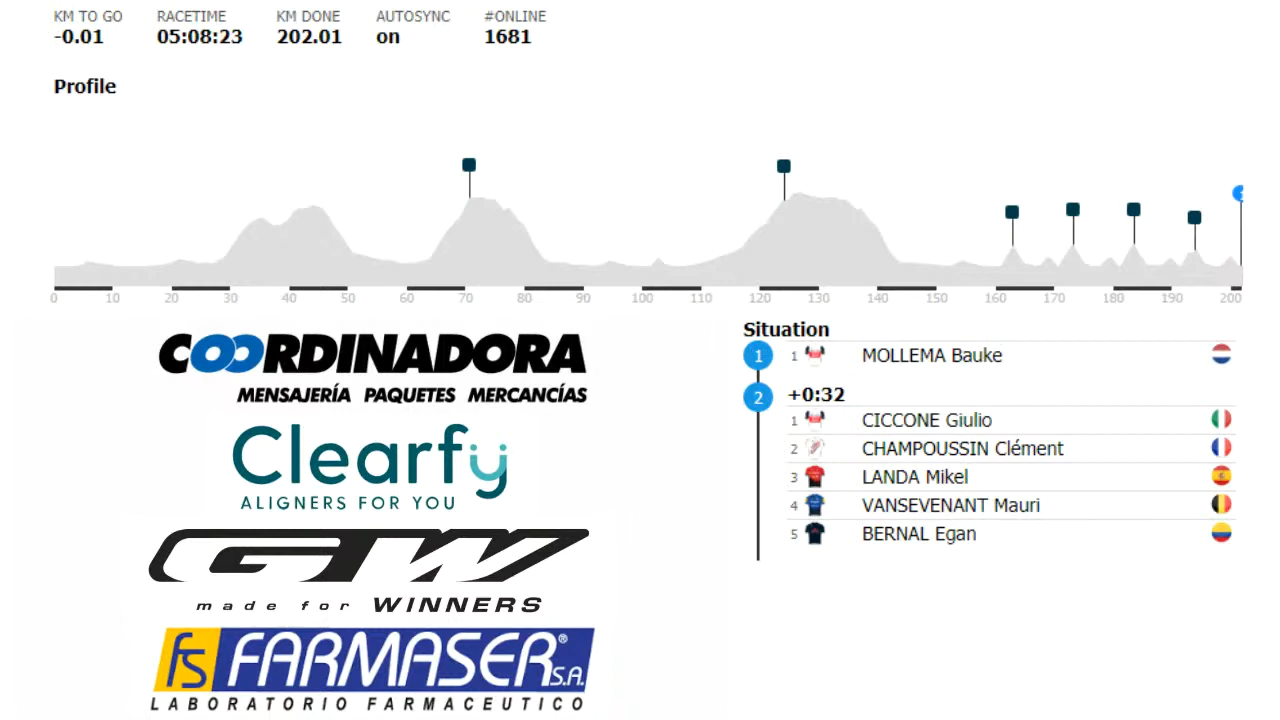 KM TO GO RACETIME KM DONE AUTOSYNC #ONLINE
-0.01 05:08:23 202.01 on 1681
Profile
0 10 20 30 40 50 60 70 80 90 100 110 120 130 140 150 160 170 180 190 200
COORDINADORA
MENSAJERÍA PAQUETES MERCANCÍAS
Clearfy
ALIGNERS FOR YOU
GW
made for WINNERS
fs FARMASER® S.A.
LABORATORIO FARMACEUTICO
Situation
1 1 MOLLEMA Bauke
2 +0:32
1 CICCONE Giulio
2 CHAMPOUSSIN Clément
3 LANDA Mikel
4 VANSEVENANT Mauri
5 BERNAL Egan